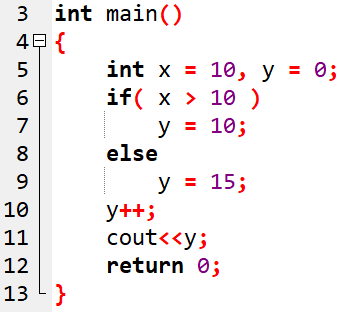 3 int main()
4 {
5 int x = 10, y = 0;
6 if( x > 10 )
7 y = 10;
8 else
9 y = 15;
10 y++;
11 cout<<y;
12 return 0;
13 }